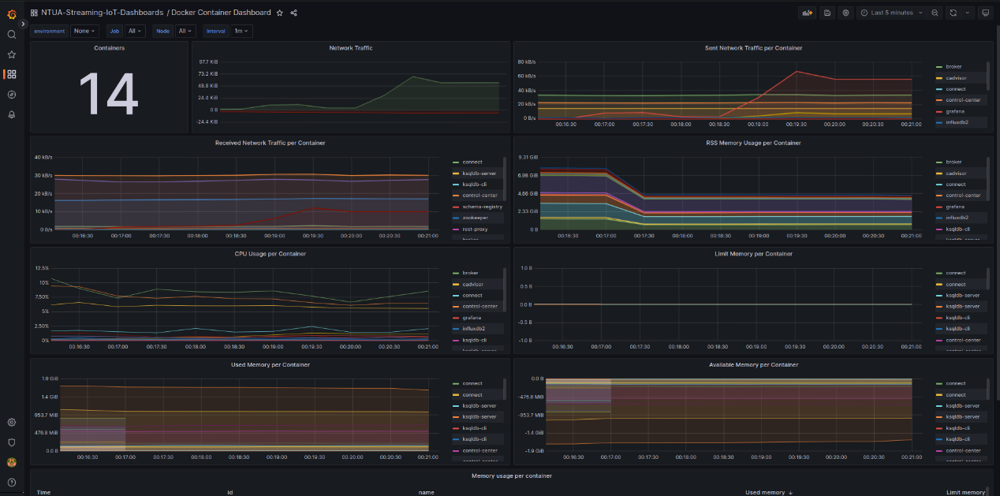 NTUA-Streaming-IoT-Dashboards / Docker Container Dashboard
Last 5 minutes
environment None Job All Node All Interval 1m
Containers
14
Network Traffic
97.7 KiB
73.2 KiB
48.8 KiB
24.4 KiB
0 B
-24.4 KiB
00:16:30 00:17:00 00:17:30 00:18:00 00:18:30 00:19:00 00:19:30 00:20:00 00:20:30 00:21:00
Sent Network Traffic per Container
80 kB/s
60 kB/s
40 kB/s
20 kB/s
0 B/s
broker
cadvisor
connect
control-center
grafana
influxdb2
Received Network Traffic per Container
40 kB/s
30 kB/s
20 kB/s
10 kB/s
0 B/s
00:16:30 00:17:00 00:17:30 00:18:00 00:18:30 00:19:00 00:19:30 00:20:00 00:20:30 00:21:00
connect
ksqldb-server
ksqldb-cli
control-center
schema-registry
zookeeper
rest-proxy
broker
RSS Memory Usage per Container
9.31 GiB
6.98 GiB
4.66 GiB
2.33 GiB
0 B
00:16:30 00:17:00 00:17:30 00:18:00 00:18:30 00:19:00 00:19:30 00:20:00 00:20:30 00:21:00
broker
cadvisor
connect
control-center
grafana
influxdb2
ksqldb-cli
ksqldb-server
CPU Usage per Container
12.5%
10%
7.50%
5%
2.50%
0%
00:16:30 00:17:00 00:17:30 00:18:00 00:18:30 00:19:00 00:19:30 00:20:00 00:20:30 00:21:00
broker
cadvisor
connect
control-center
grafana
influxdb2
ksqldb-cli
ksqldb-server
Limit Memory per Container
1.0 B
0.5 B
0.0 B
-0.5 B
-1.0 B
00:16:30 00:17:00 00:17:30 00:18:00 00:18:30 00:19:00 00:19:30 00:20:00 00:20:30 00:21:00
connect
connect
ksqldb-server
ksqldb-server
ksqldb-cli
ksqldb-cli
control-center
control-center
Used Memory per Container
1.9 GiB
1.4 GiB
953.7 MiB
476.8 MiB
0.0 B
00:16:30 00:17:00 00:17:30 00:18:00 00:18:30 00:19:00 00:19:30 00:20:00 00:20:30 00:21:00
connect
connect
ksqldb-server
ksqldb-server
ksqldb-cli
ksqldb-cli
control-center
control-center
Available Memory per Container
0.0 B
-476.8 MiB
-953.7 MiB
-1.4 GiB
-1.9 GiB
00:16:30 00:17:00 00:17:30 00:18:00 00:18:30 00:19:00 00:19:30 00:20:00 00:20:30 00:21:00
connect
connect
ksqldb-server
ksqldb-server
ksqldb-cli
ksqldb-cli
control-center
control-center
Memory usage per container
Time id name Used memory Limit memory